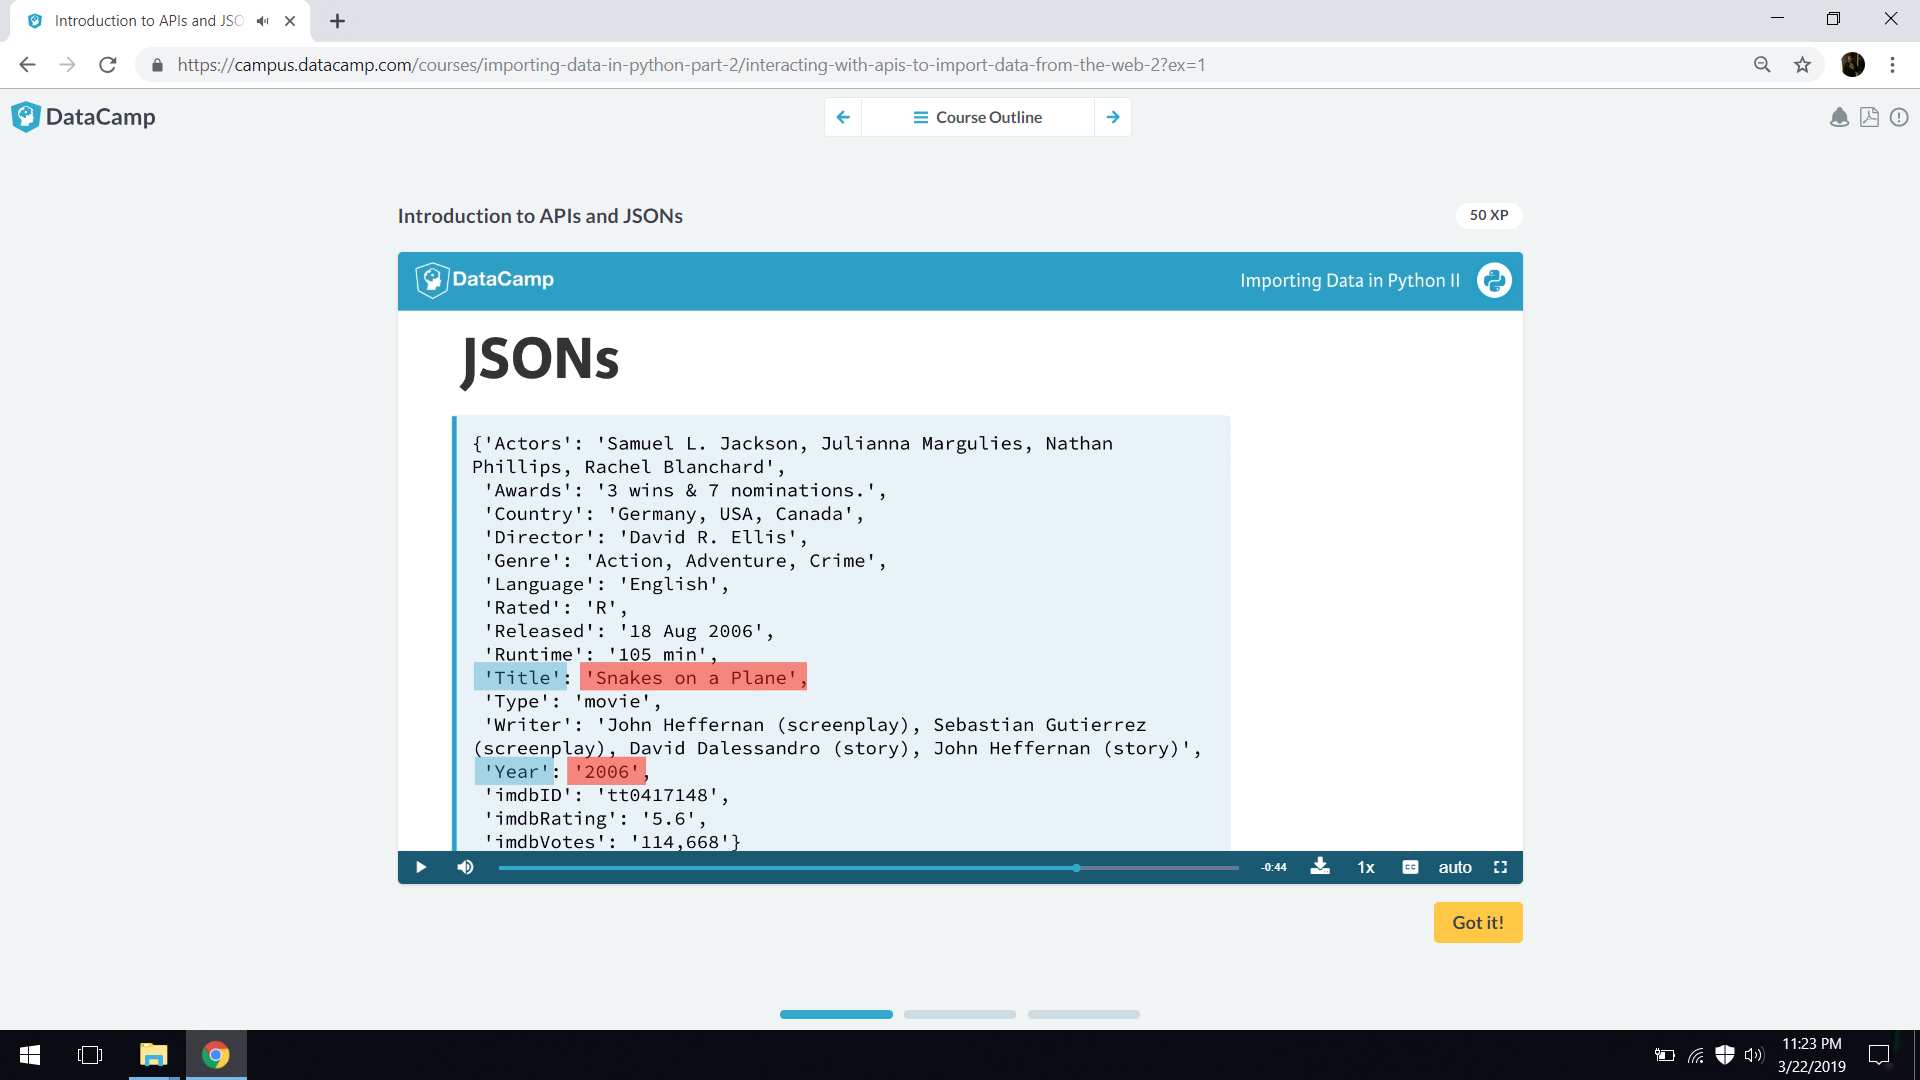 Introduction to APIs and JSO
https://campus.datacamp.com/courses/importing-data-in-python-part-2/interacting-with-apis-to-import-data-from-the-web-2?ex=1
DataCamp
Course Outline
Introduction to APIs and JSONs
50 XP
DataCamp
Importing Data in Python II
JSONs
{'Actors': 'Samuel L. Jackson, Julianna Margulies, Nathan
Phillips, Rachel Blanchard',
'Awards': '3 wins & 7 nominations.',
'Country': 'Germany, USA, Canada',
'Director': 'David R. Ellis',
'Genre': 'Action, Adventure, Crime',
'Language': 'English',
'Rated': 'R',
'Released': '18 Aug 2006',
'Runtime': '105 min',
'Title': 'Snakes on a Plane',
'Type': 'movie',
'Writer': 'John Heffernan (screenplay), Sebastian Gutierrez
(screenplay), David Dalessandro (story), John Heffernan (story)',
'Year': '2006',
'imdbID': 'tt0417148',
'imdbRating': '5.6',
'imdbVotes': '114,668'}
-0:44
1x
CC
auto
Got it!
11:23 PM
3/22/2019